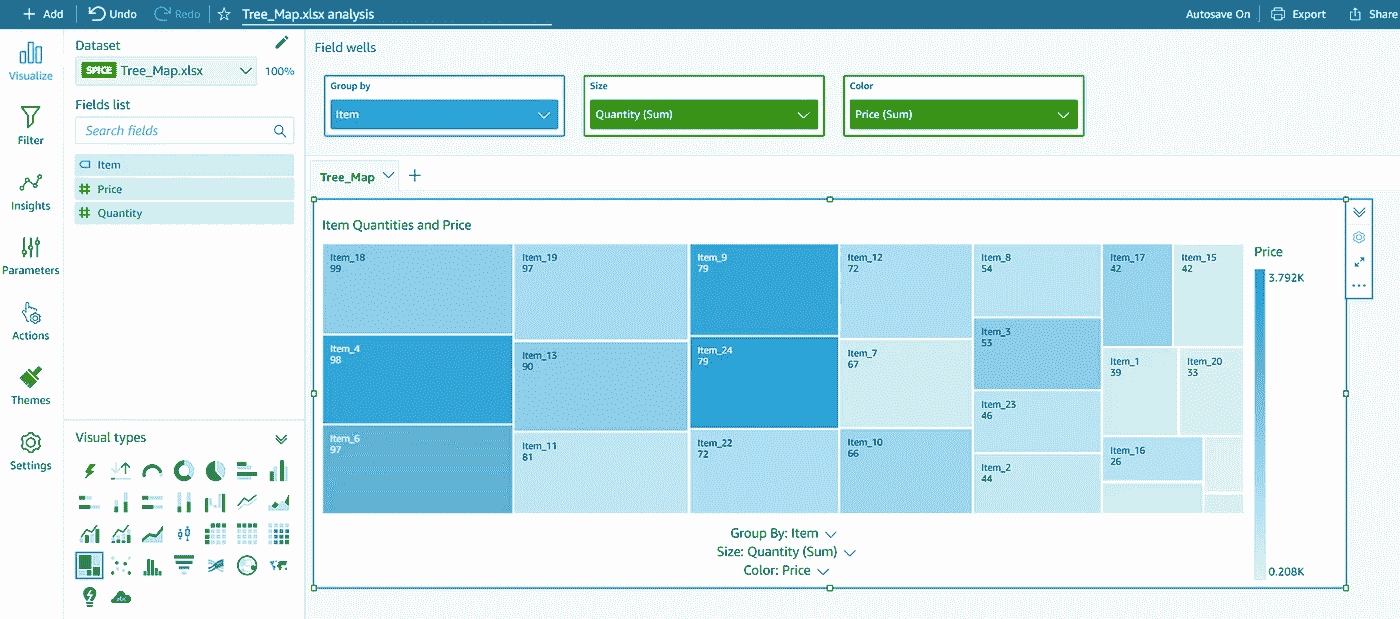 Add
Undo
Redo
Tree_Map.xlsx analysis
Autosave On
Export
Share
Visualize
Filter
Insights
Parameters
Actions
Themes
Settings
Dataset
SPICE
Tree_Map.xlsx
100%
Fields list
Search fields
Item
Price
Quantity
Visual types
Field wells
Group by
Item
Size
Quantity (Sum)
Color
Price (Sum)
Tree_Map
Item Quantities and Price
Item_18
99
Item_4
98
Item_6
97
Item_19
97
Item_13
90
Item_11
81
Item_9
79
Item_24
79
Item_22
72
Item_12
72
Item_7
67
Item_10
66
Item_8
54
Item_3
53
Item_23
46
Item_2
44
Item_17
42
Item_15
42
Item_1
39
Item_20
33
Item_16
26
Group By: Item
Size: Quantity (Sum)
Color: Price
Price
3.792K
0.208K